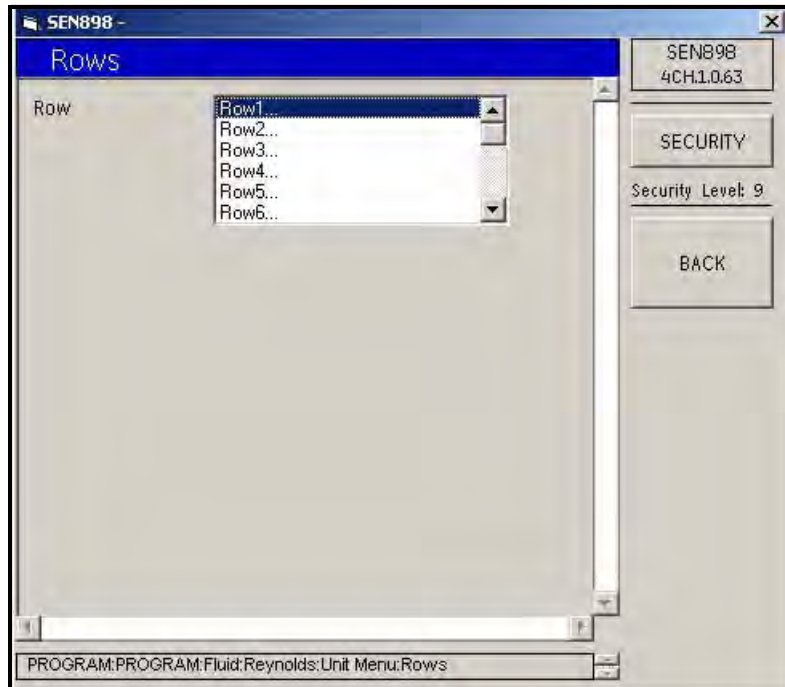 SEN898 -
Rows
Row
Row1...
Row2...
Row3...
Row4...
Row5...
Row6...
SEN898
4CH.1.0.63
SECURITY
Security Level: 9
BACK
PROGRAM:PROGRAM:Fluid:Reynolds:Unit Menu:Rows